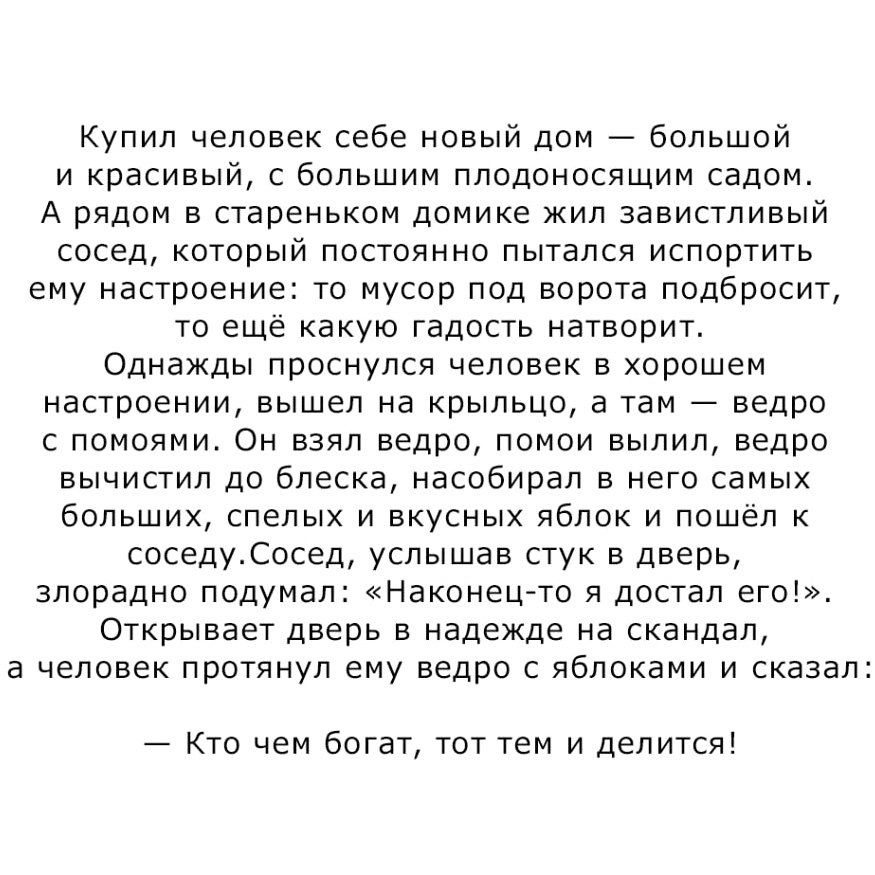 Купил человек себе новый дом — большой
и красивый, с большим плодоносящим садом.
А рядом в стареньком домике жил завистливый
сосед, который постоянно пытался испортить
ему настроение: то мусор под ворота подбросит,
то ещё какую гадость натворит.
Однажды проснулся человек в хорошем
настроении, вышел на крыльцо, а там — ведро
с помоями. Он взял ведро, помои вылил, ведро
вычистил до блеска, насобирал в него самых
больших, спелых и вкусных яблок и пошёл к
соседу.Сосед, услышав стук в дверь,
злорадно подумал: «Наконец-то я достал его!».
Открывает дверь в надежде на скандал,
а человек протянул ему ведро с яблоками и сказал:
— Кто чем богат, тот тем и делится!